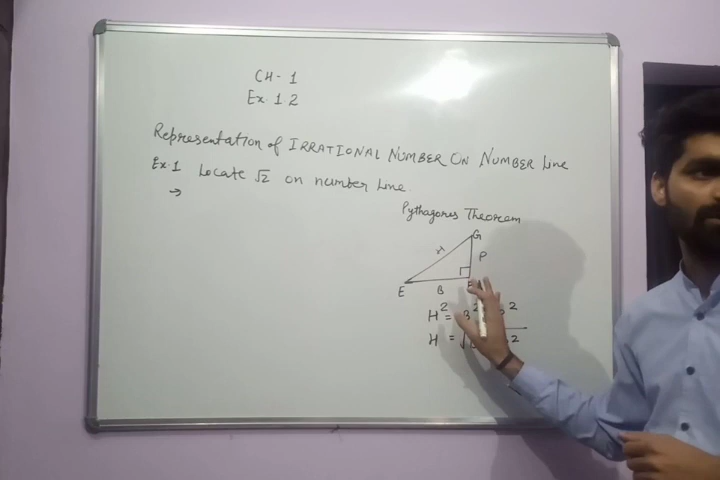 CH- 1
Ex. 1.2
Representation of IRRATIONAL NUMBER ON NUMBER Line
Ex.1 Locate √2 on number Line.
→
Pythagores Theorem
G
H
P
E
B
H² =
H = √